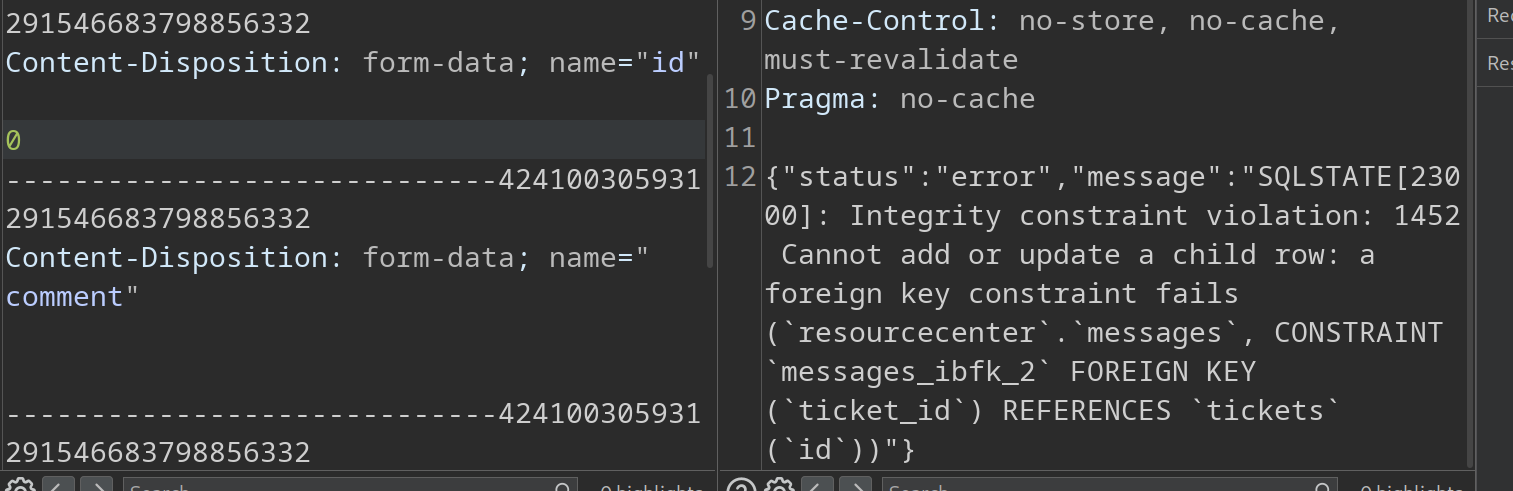 291546683798856332
Content-Disposition: form-data; name="id"
0
-----------------------------424100305931
291546683798856332
Content-Disposition: form-data; name="
comment"
-----------------------------424100305931
291546683798856332
9 Cache-Control: no-store, no-cache,
must-revalidate
10 Pragma: no-cache
11
12 {"status":"error","message":"SQLSTATE[230
00]: Integrity constraint violation: 1452
Cannot add or update a child row: a
foreign key constraint fails
(`resourcecenter`.`messages`, CONSTRAINT
`messages_ibfk_2` FOREIGN KEY
(`ticket_id`) REFERENCES `tickets`
(`id`))"}
Search
0 highlights
Search
0 highlights